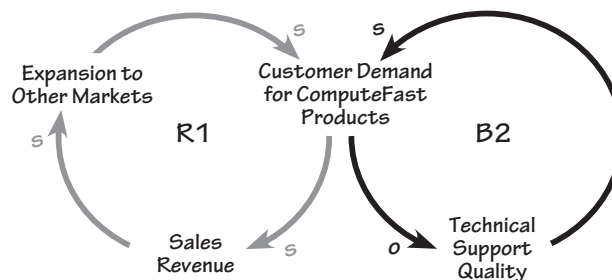 S
S
Expansion to
Other Markets
Customer Demand
for ComputeFast
Products
S
R1
B2
Sales
Revenue
S
O
Technical
Support
Quality